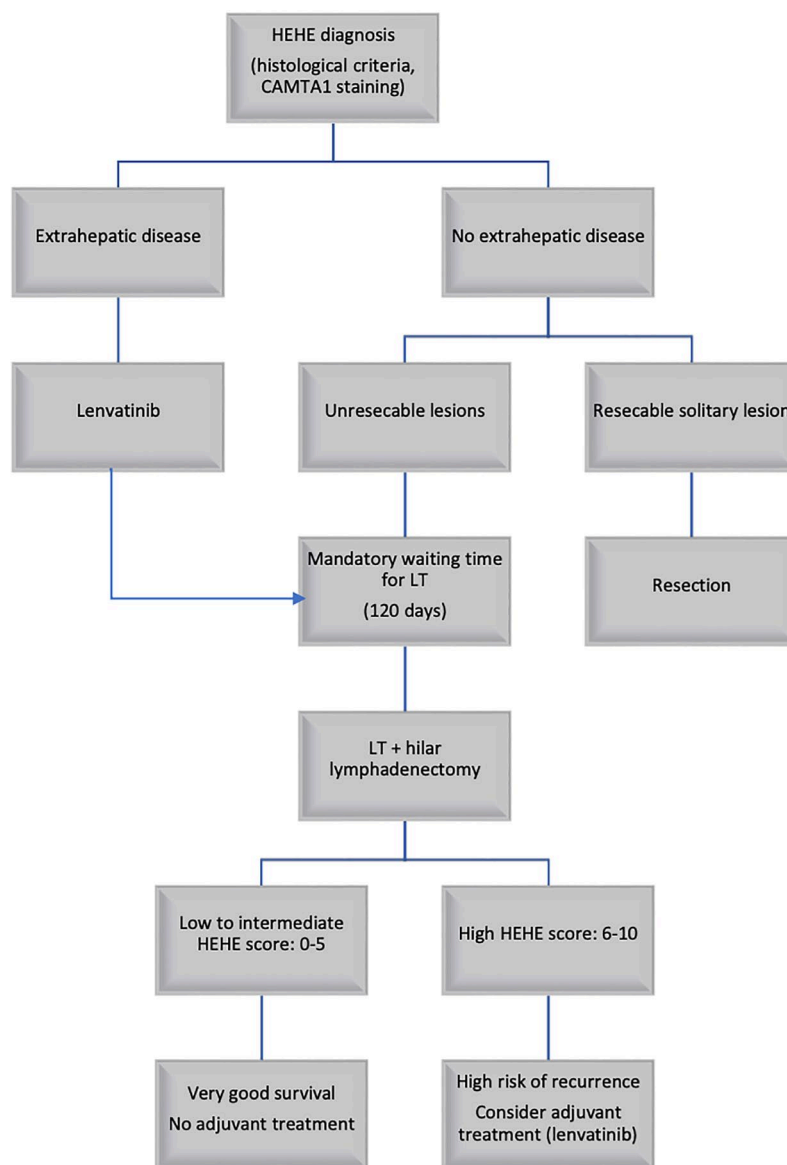 HEHE diagnosis
(histological criteria,
CAMTA1 staining)
Extrahepatic disease
No extrahepatic disease
Lenvatinib
Unresecable lesions
Resecable solitary lesion
Mandatory waiting time
for LT
(120 days)
Resection
LT + hilar
lymphadenectomy
Low to intermediate
HEHE score: 0-5
High HEHE score: 6-10
Very good survival
No adjuvant treatment
High risk of recurrence
Consider adjuvant
treatment (lenvatinib)